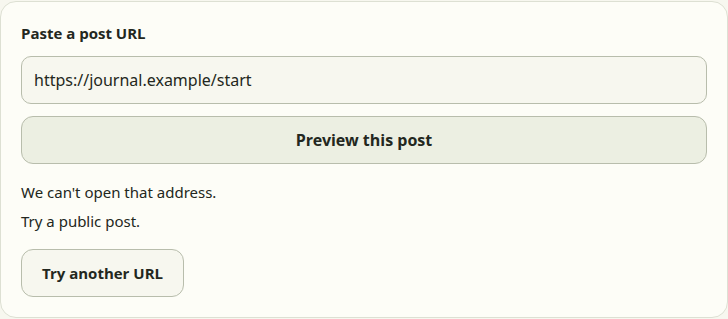 Paste a post URL
https://journal.example/start
Preview this post
We can't open that address.
Try a public post.
Try another URL